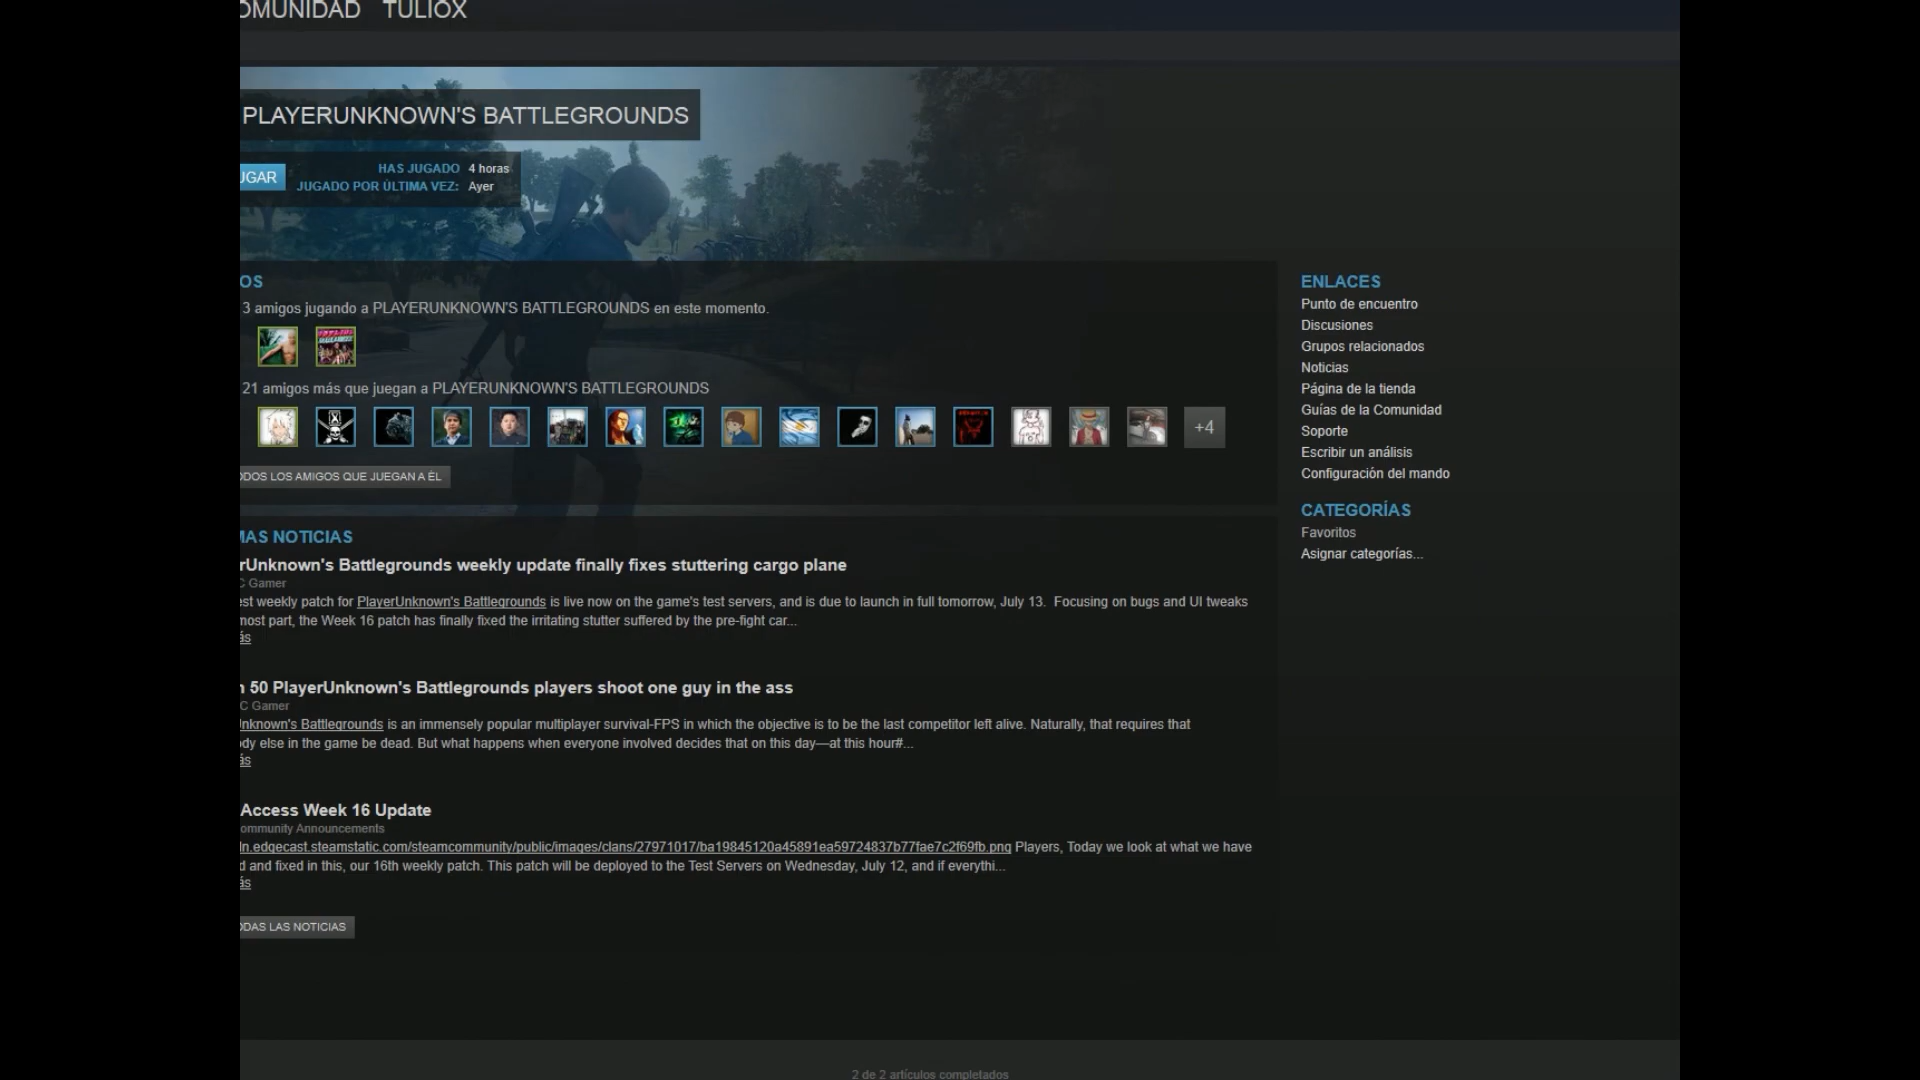 OMUNIDAD TULIOX
PLAYERUNKNOWN'S BATTLEGROUNDS
UGAR
HAS JUGADO 4 horas
JUGADO POR ÚLTIMA VEZ: Ayer
OS
3 amigos jugando a PLAYERUNKNOWN'S BATTLEGROUNDS en este momento.
21 amigos más que juegan a PLAYERUNKNOWN'S BATTLEGROUNDS
+4
ODOS LOS AMIGOS QUE JUEGAN A ÉL
MAS NOTICIAS
rUnknown's Battlegrounds weekly update finally fixes stuttering cargo plane
C Gamer
est weekly patch for PlayerUnknown's Battlegrounds is live now on the game's test servers, and is due to launch in full tomorrow, July 13. Focusing on bugs and UI tweaks
most part, the Week 16 patch has finally fixed the irritating stutter suffered by the pre-fight car...
ás
n 50 PlayerUnknown's Battlegrounds players shoot one guy in the ass
C Gamer
Unknown's Battlegrounds is an immensely popular multiplayer survival-FPS in which the objective is to be the last competitor left alive. Naturally, that requires that
ody else in the game be dead. But what happens when everyone involved decides that on this day—at this hour#...
ás
Access Week 16 Update
ommunity Announcements
dn.edgecast.steamstatic.com/steamcommunity/public/images/clans/27971017/ba19845120a45891ea59724837b77fae7c2f69fb.png Players, Today we look at what we have
d and fixed in this, our 16th weekly patch. This patch will be deployed to the Test Servers on Wednesday, July 12, and if everythi...
ás
ODAS LAS NOTICIAS
ENLACES
Punto de encuentro
Discusiones
Grupos relacionados
Noticias
Página de la tienda
Guías de la Comunidad
Soporte
Escribir un análisis
Configuración del mando
CATEGORÍAS
Favoritos
Asignar categorías...
2 de 2 artículos completados